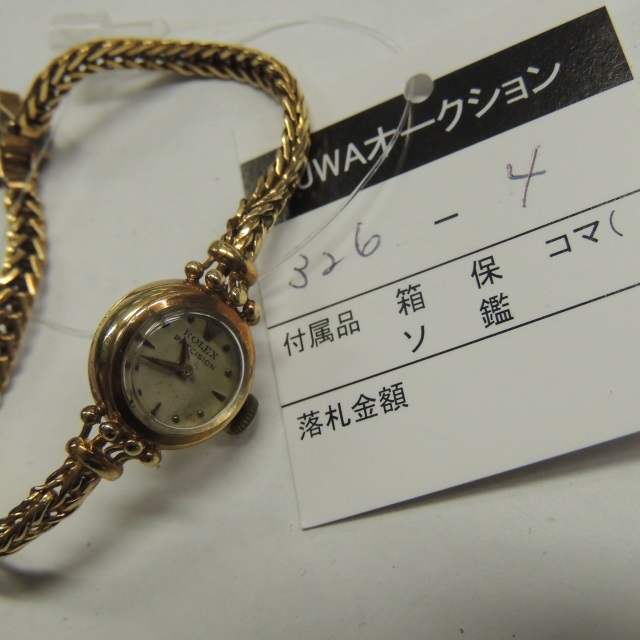 UWAオークション
326 - 4
付属品 箱 保 コマ(
ソ 鑑
落札金額
ROLEX
PRECISION